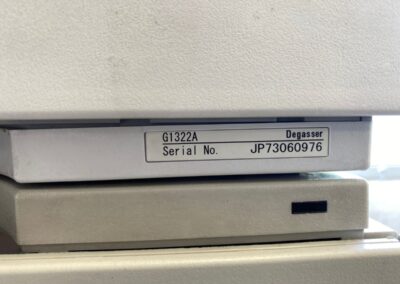 G1322A Degasser
Serial No. JP73060976